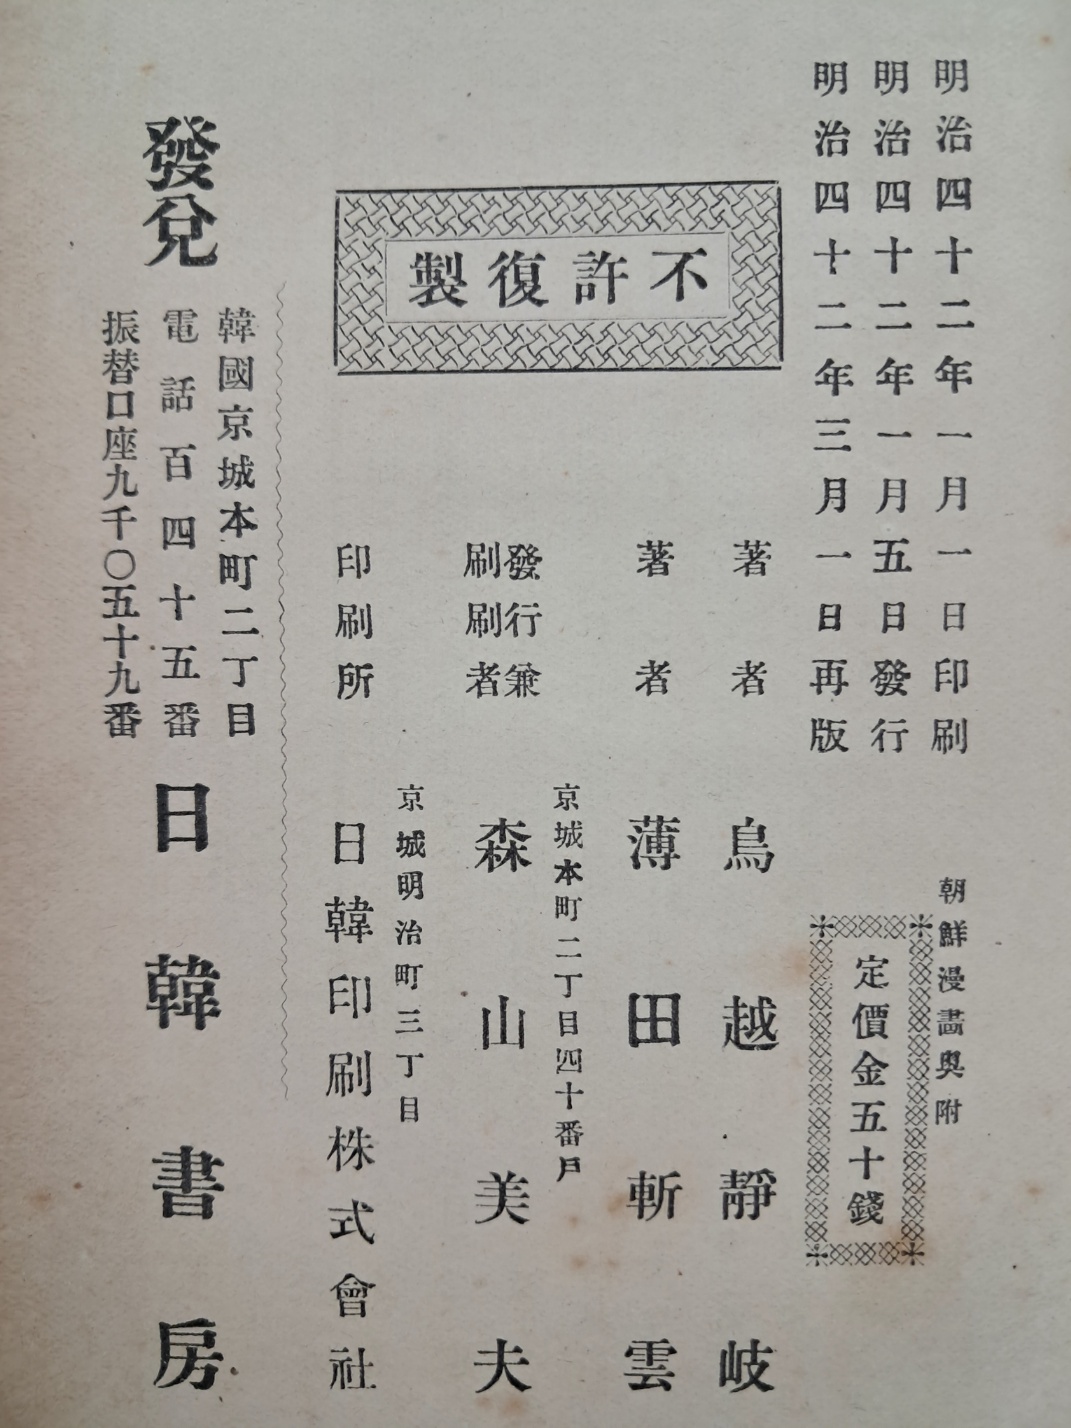 明治四十二年一月一日印刷
明治四十二年一月五日發行
明治四十二年三月一日再版
朝鮮漫畵奧附
定價金五十錢
不許復製
著者 鳥越靜岐
著者 薄田斬雲
京城本町二丁目四十番戶
發行兼
刷刷者 森山美夫
京城明治町三丁目
印刷所 日韓印刷株式會社
發兌
韓國京城本町二丁目
電話百四十五番
振替口座九千〇五十九番
日韓書房